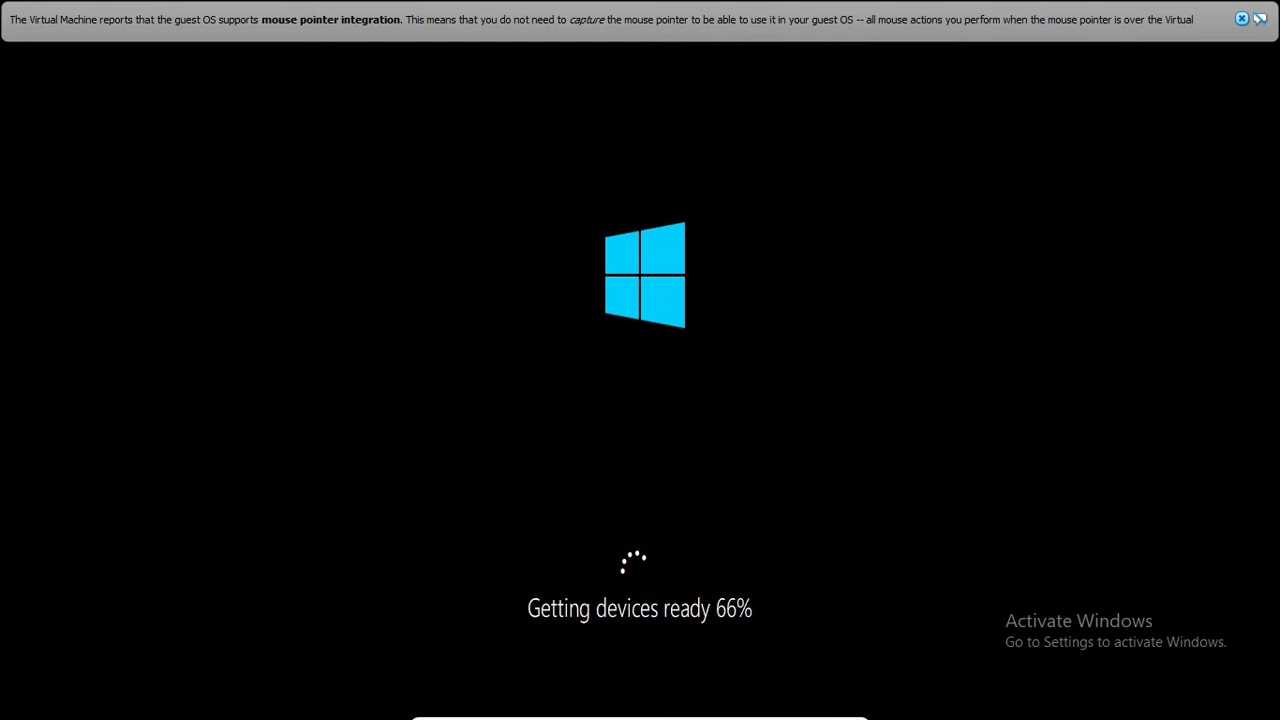 The Virtual Machine reports that the guest OS supports mouse pointer integration. This means that you do not need to capture the mouse pointer to be able to use it in your guest OS -- all mouse actions you perform when the mouse pointer is over the Virtual
Getting devices ready 66%
Activate Windows
Go to Settings to activate Windows.